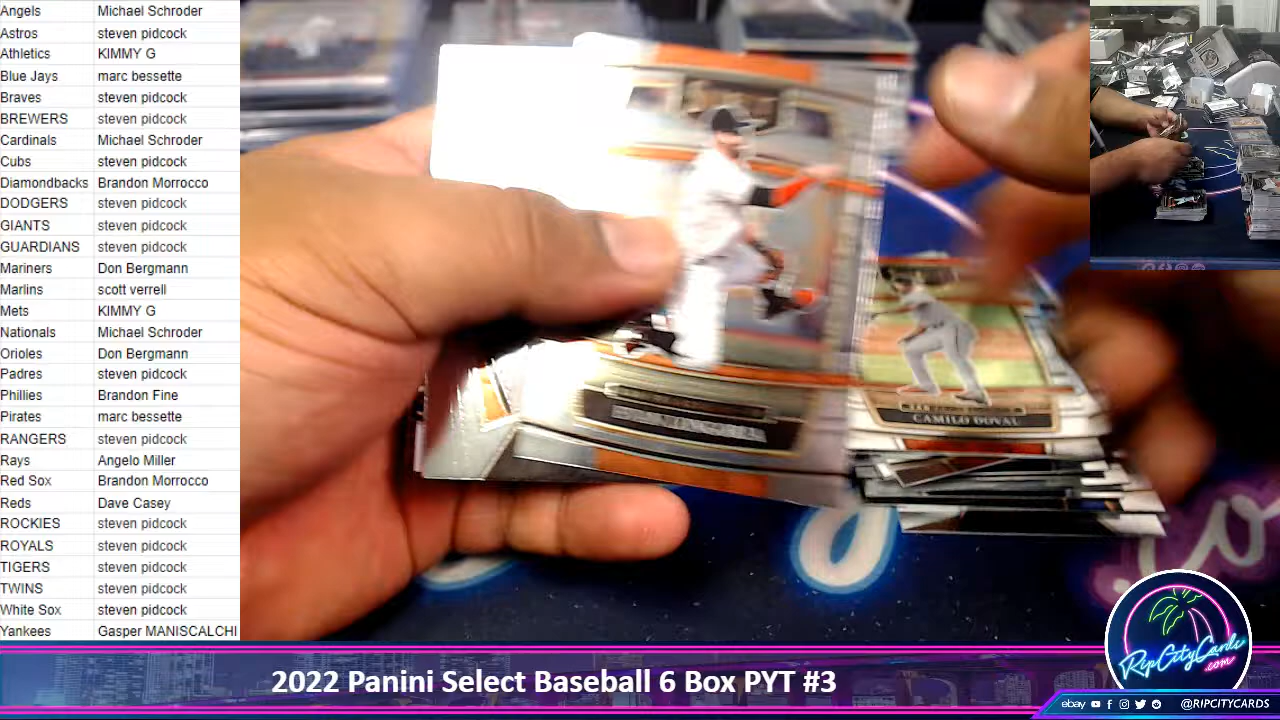 Angels Michael Schroder
Astros steven pidcock
Athletics KIMMY G
Blue Jays marc bessette
Braves steven pidcock
BREWERS steven pidcock
Cardinals Michael Schroder
Cubs steven pidcock
Diamondbacks Brandon Morrocco
DODGERS steven pidcock
GIANTS steven pidcock
GUARDIANS steven pidcock
Mariners Don Bergmann
Marlins scott verrell
Mets KIMMY G
Nationals Michael Schroder
Orioles Don Bergmann
Padres steven pidcock
Phillies Brandon Fine
Pirates marc bessette
RANGERS steven pidcock
Rays Angelo Miller
Red Sox Brandon Morrocco
Reds Dave Casey
ROCKIES steven pidcock
ROYALS steven pidcock
TIGERS steven pidcock
TWINS steven pidcock
White Sox steven pidcock
Yankees Gasper MANISCALCHI
CAMILO DOVAL
2022 Panini Select Baseball 6 Box PYT #3
RipCityCards
.com
ebay @RIPCITYCARDS